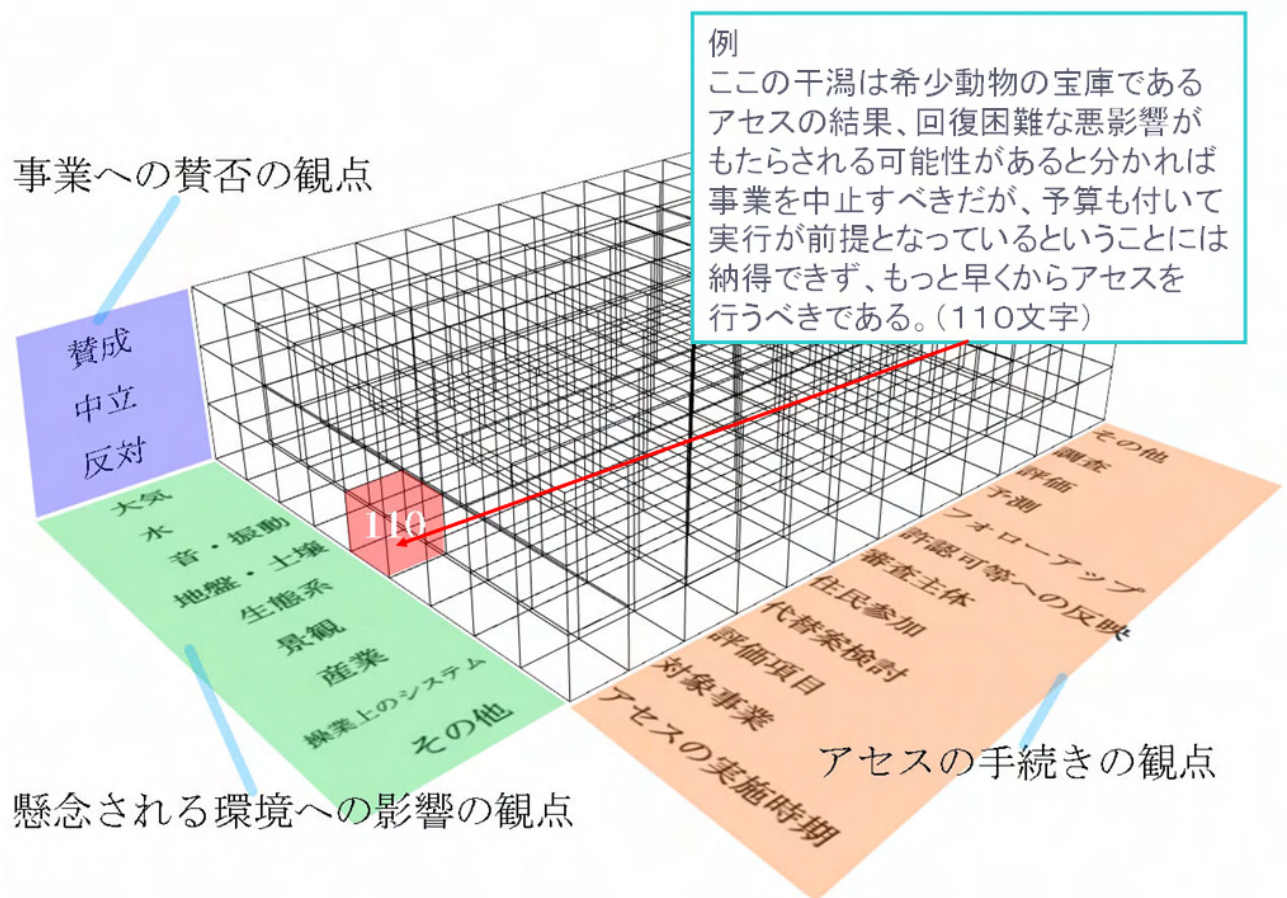 例
ここの干潟は希少動物の宝庫である
アセスの結果、回復困難な悪影響が
もたらされる可能性があると分かれば
事業を中止すべきだが、予算も付いて
実行が前提となっているということには
納得できず、もっと早くからアセスを
行うべきである。(110文字)
事業への賛否の観点
賛成
中立
反対
大気
水
音・振動
地盤・土壌
生態系
景観
産業
操業上のシステム
その他
110
その他
調査
評価
予測
フォローアップ
許認可等への反映
審査主体
住民参加
代替案検討
評価項目
対象事業
アセスの実施時期
アセスの手続きの観点
懸念される環境への影響の観点